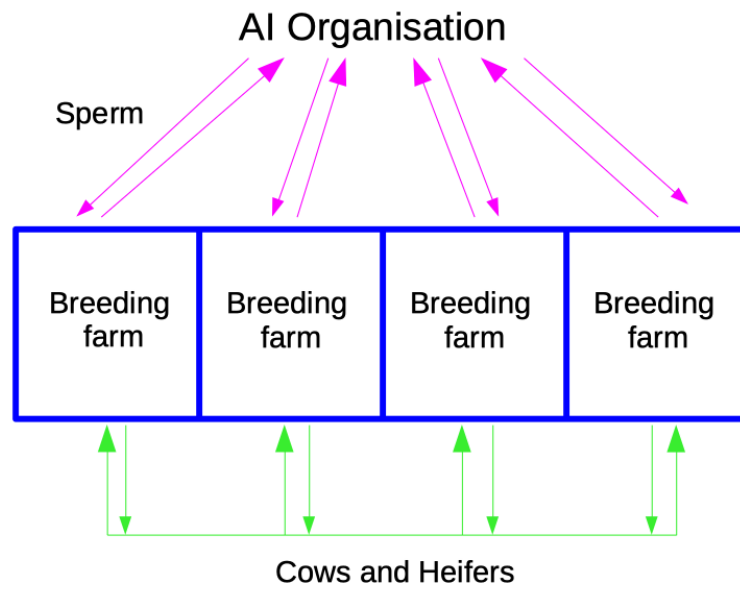 AI Organisation
Sperm
Breeding farm
Breeding farm
Breeding farm
Breeding farm
Cows and Heifers